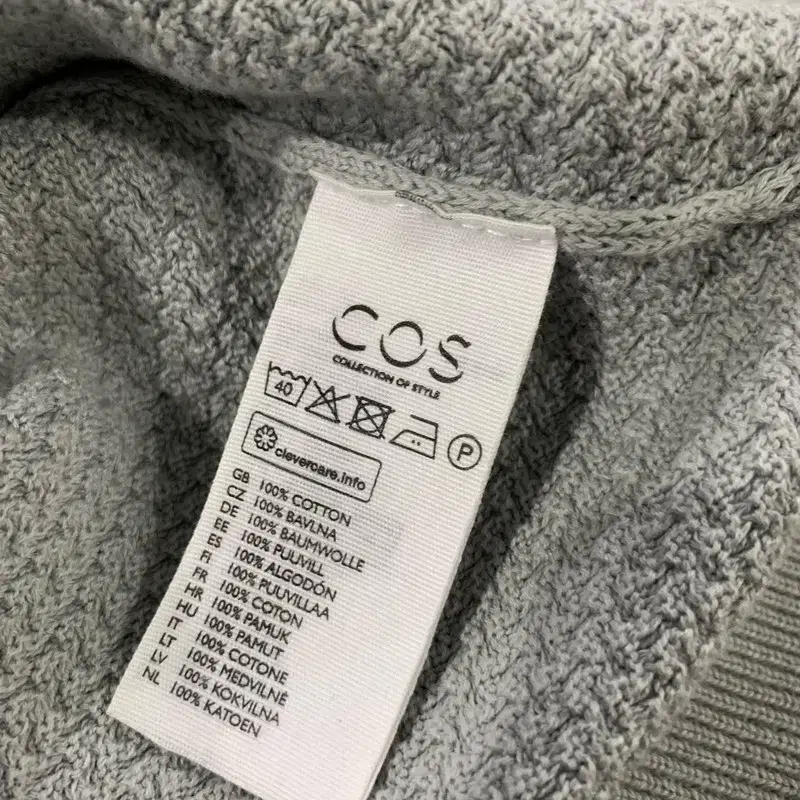 COS
COLLECTION OF STYLE
40
P
clevercare.info
GB 100% COTTON
CZ 100% BAVLNA
DE 100% BAUMWOLLE
EE 100% PUUVILL
ES 100% ALGODÓN
FI 100% PUUVILLAA
FR 100% COTON
HR 100% PAMUK
HU 100% PAMUT
IT 100% COTONE
LT 100% MEDVILNĖ
LV 100% KOKVILNA
NL 100% KATOEN